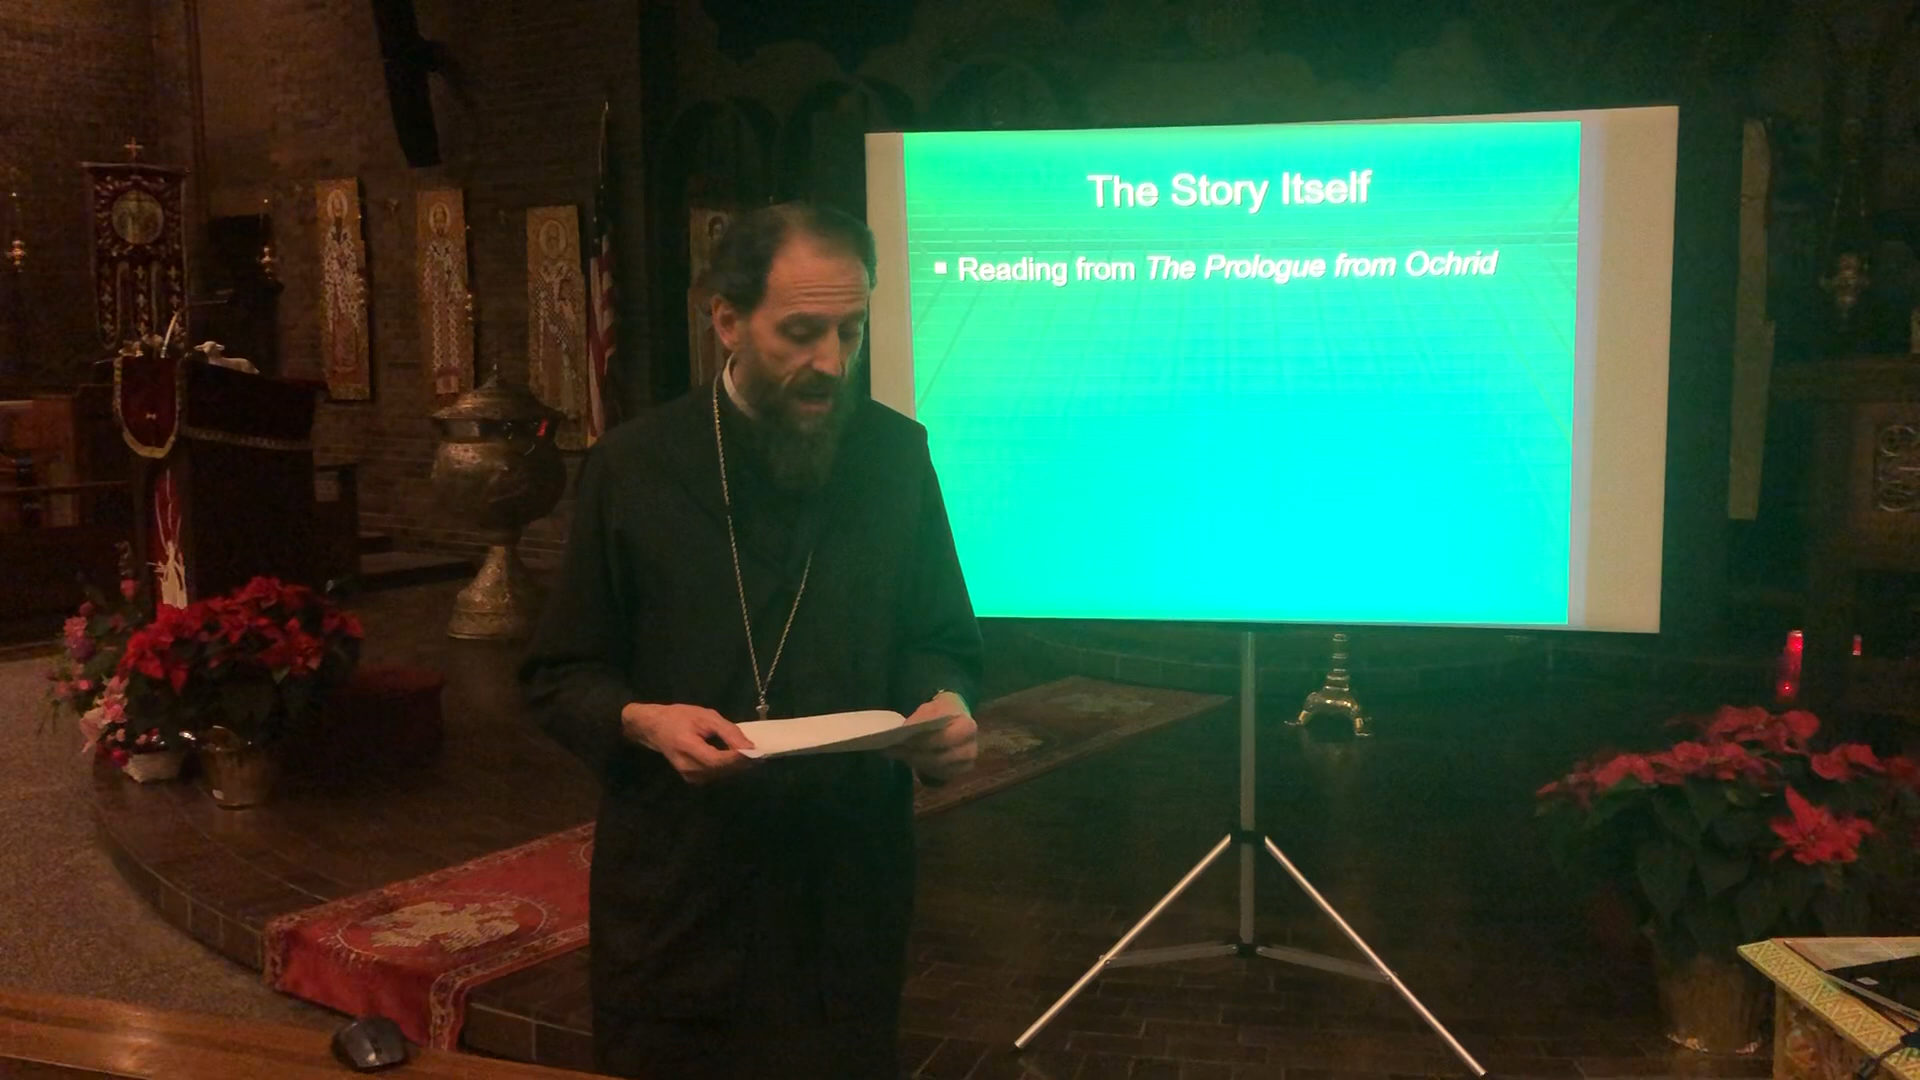 The Story Itself
Reading from The Prologue from Ochrid